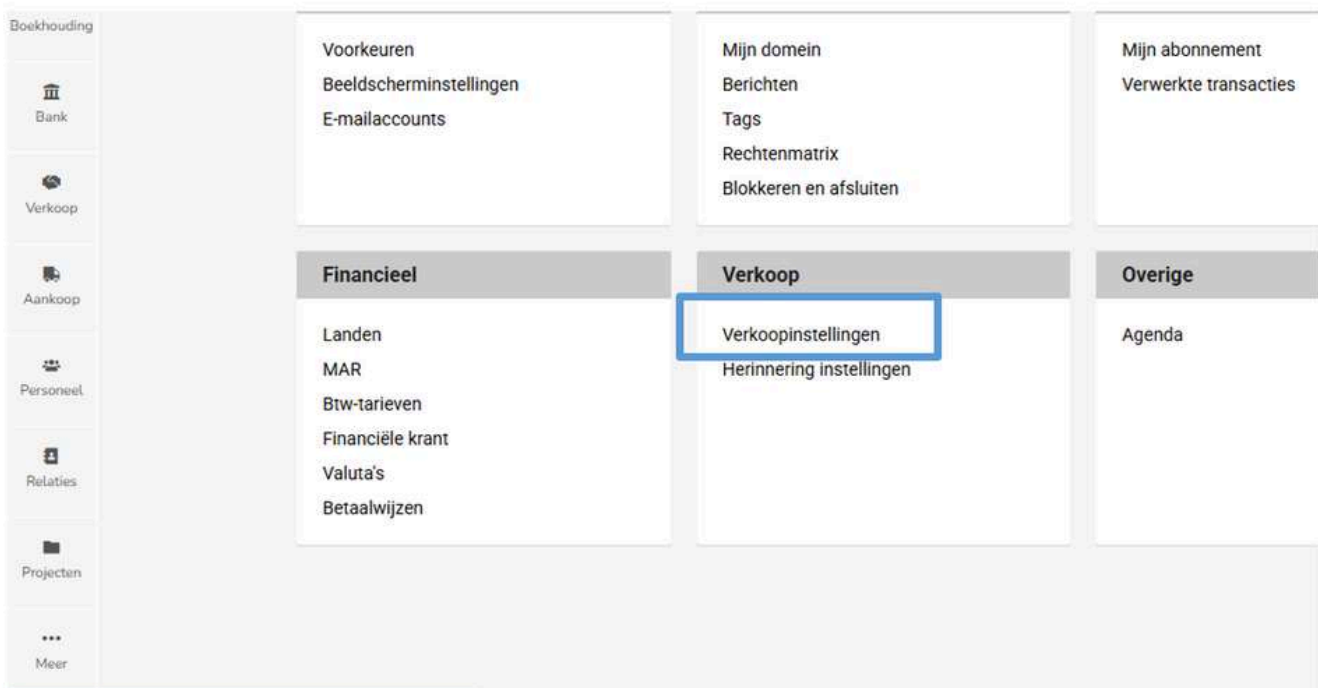 Boekhouding
Bank
Verkoop
Aankoop
Personeel
Relaties
Projecten
Meer
Voorkeuren
Beeldscherminstellingen
E-mailaccounts
Mijn domein
Berichten
Tags
Rechtenmatrix
Blokkeren en afsluiten
Mijn abonnement
Verwerkte transacties
Financieel
Landen
MAR
Btw-tarieven
Financiële krant
Valuta's
Betaalwijzen
Verkoop
Verkoopinstellingen
Herinnering instellingen
Overige
Agenda